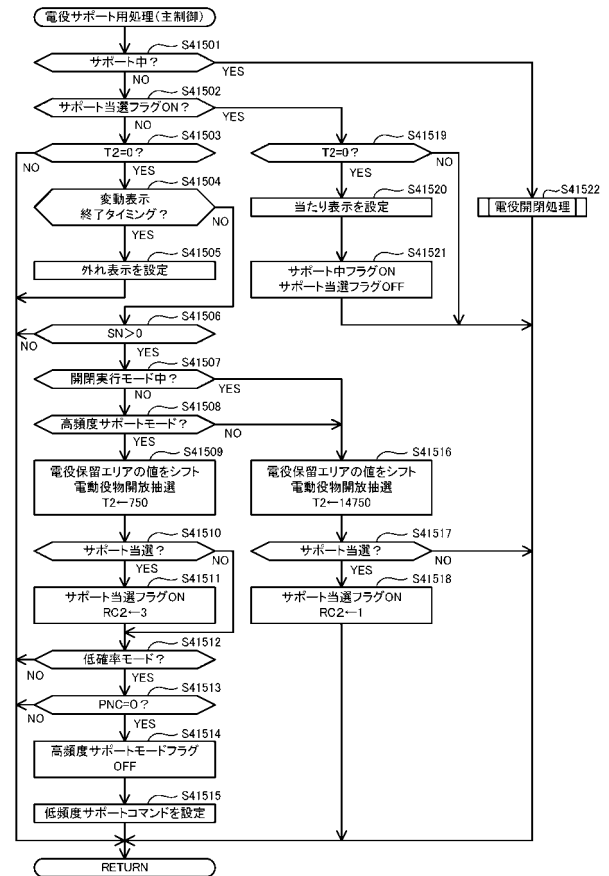 電役サポート用処理(主制御)
S41501
サポート中?
YES
NO
S41502
サポート当選フラグON?
YES
NO
S41503
T2=0?
NO
YES
S41504
変動表示
終了タイミング?
NO
YES
S41505
外れ表示を設定
S41519
T2=0?
NO
YES
S41520
当たり表示を設定
S41521
サポート中フラグON
サポート当選フラグOFF
S41522
電役開閉処理
S41506
SN>0
NO
YES
S41507
開閉実行モード中?
YES
NO
S41508
高頻度サポートモード?
NO
YES
S41509
電役保留エリアの値をシフト
電動役物開放抽選
T2←750
S41510
サポート当選?
NO
YES
S41511
サポート当選フラグON
RC2←3
S41516
電役保留エリアの値をシフト
電動役物開放抽選
T2←14750
S41517
サポート当選?
NO
YES
S41518
サポート当選フラグON
RC2←1
S41512
低確率モード?
NO
YES
S41513
PNC=0?
NO
YES
S41514
高頻度サポートモードフラグ
OFF
S41515
低頻度サポートコマンドを設定
RETURN